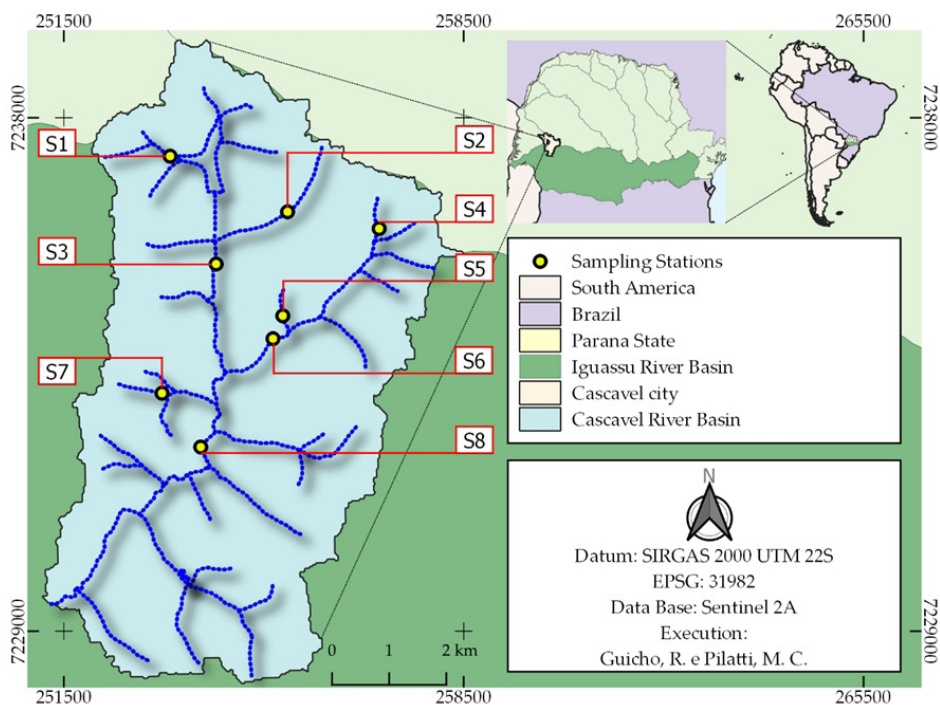 251500
258500
265500
7238000
7238000
S1
S2
S4
S3
S5
S7
S6
S8
Sampling Stations
South America
Brazil
Parana State
Iguassu River Basin
Cascavel city
Cascavel River Basin
N
Datum: SIRGAS 2000 UTM 22S
EPSG: 31982
Data Base: Sentinel 2A
Execution:
Guicho, R. e Pilatti, M. C.
7229000
7229000
0 1 2 km
251500
258500
265500